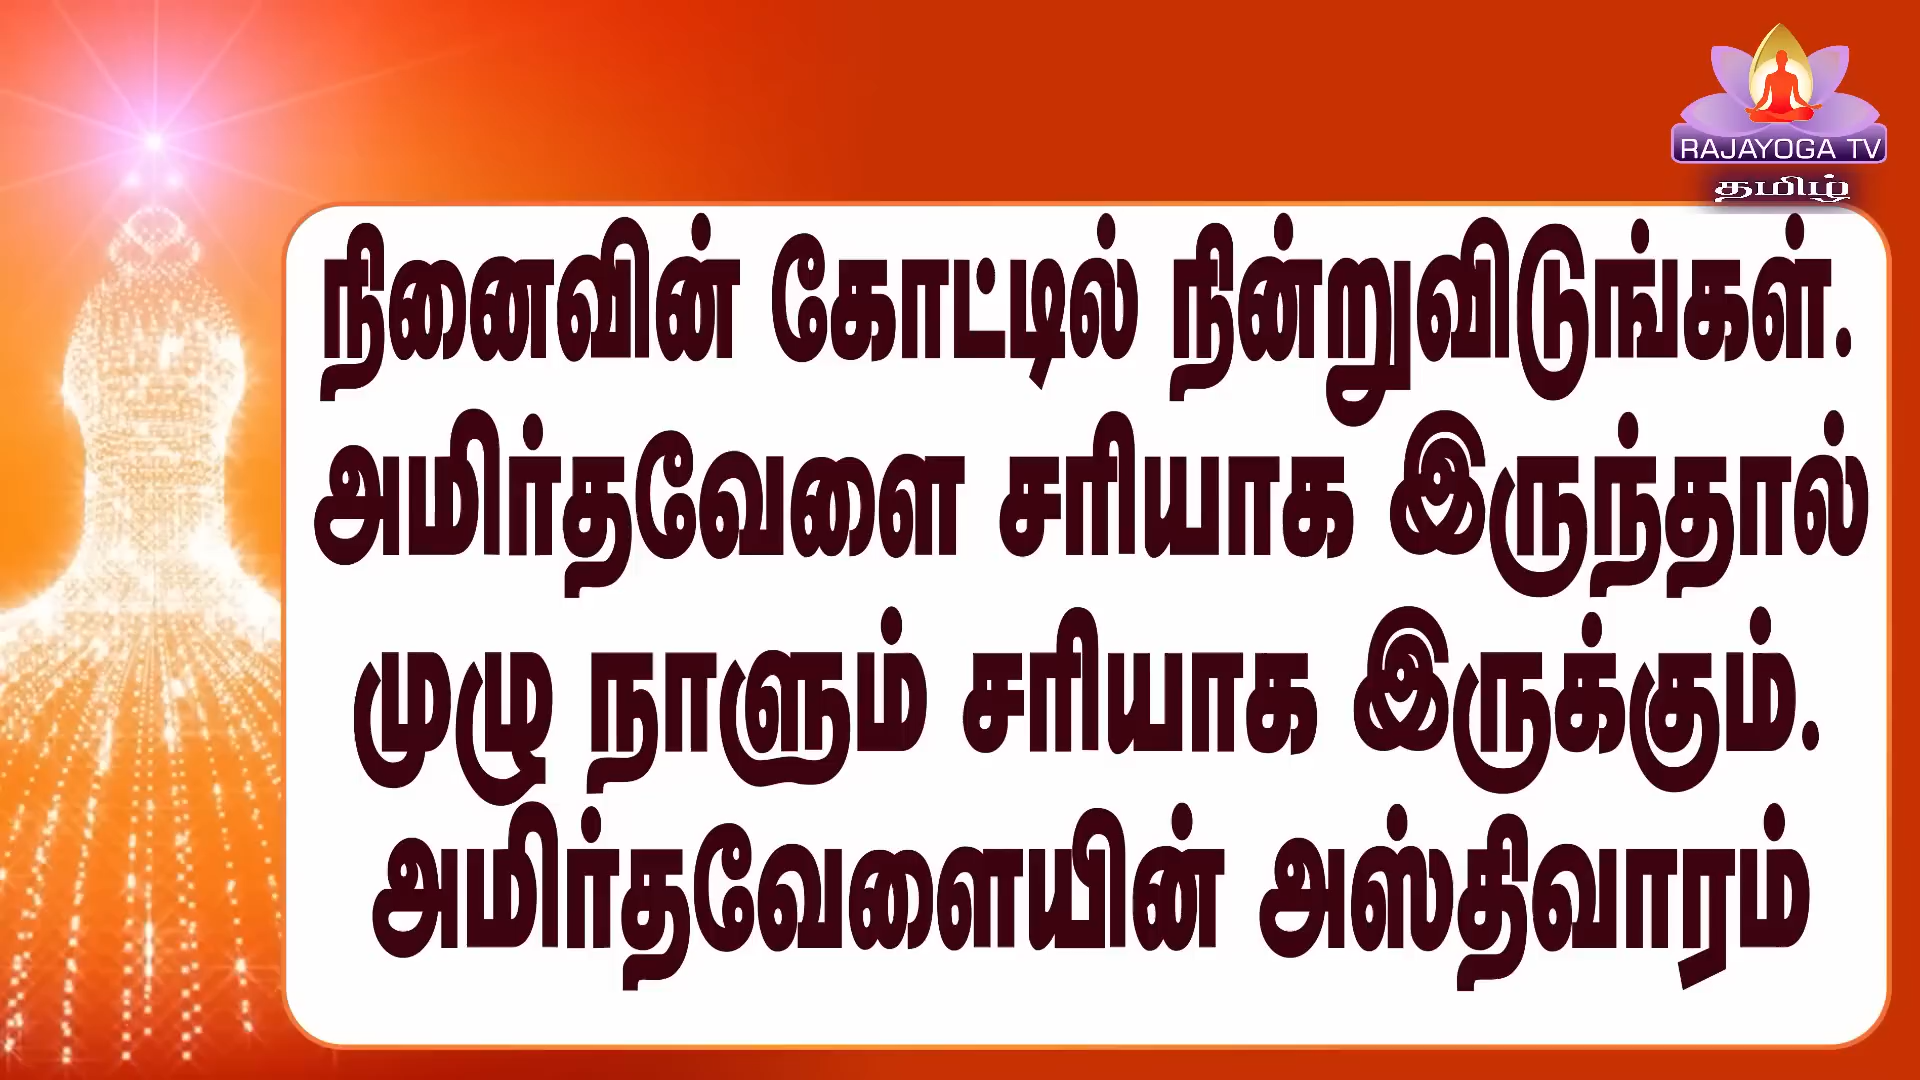 RAJAYOGA TV
தமிழ்
நினைவின் கோட்டில் நின்றுவிடுங்கள்.
அமிர்தவேளை சரியாக இருந்தால்
முழு நாளும் சரியாக இருக்கும்.
அமிர்தவேளையின் அஸ்திவாரம்